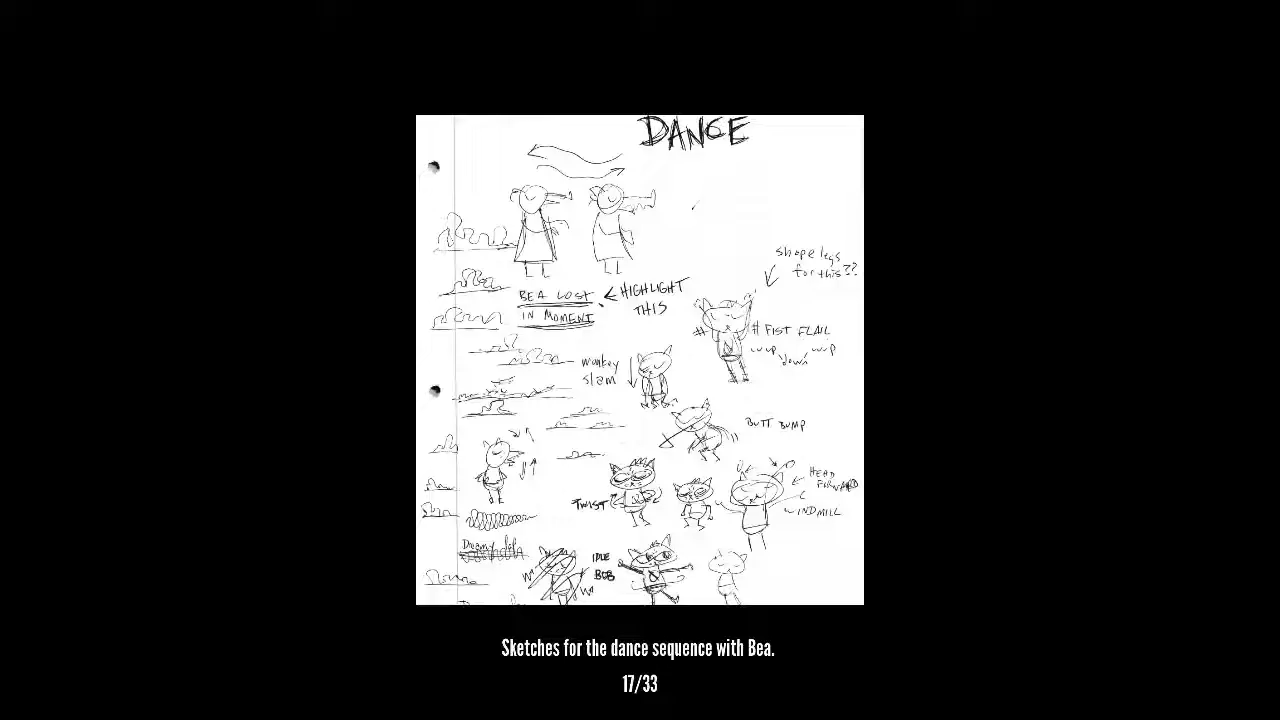 DANCE
shape legs
for this??
BEA LOST
IN MOMENT
HIGHLIGHT
THIS
# FIST FLAIL
#
up
down
up
monkey
slam
BUTT BUMP
HEAD
FORWARD
TWIST
WINDMILL
IDLE
BOB
Sketches for the dance sequence with Bea.
17/33